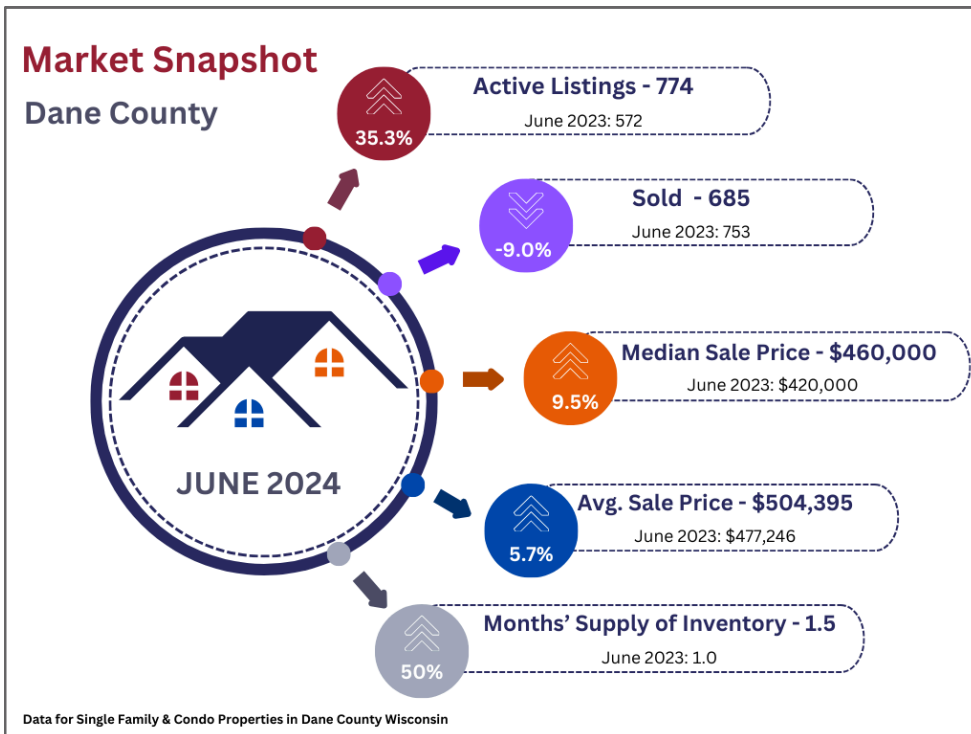 Market Snapshot
Dane County
Active Listings - 774
June 2023: 572
35.3%
Sold - 685
June 2023: 753
-9.0%
Median Sale Price - $460,000
June 2023: $420,000
9.5%
JUNE 2024
Avg. Sale Price - $504,395
June 2023: $477,246
5.7%
Months’ Supply of Inventory - 1.5
June 2023: 1.0
50%
Data for Single Family & Condo Properties in Dane County Wisconsin